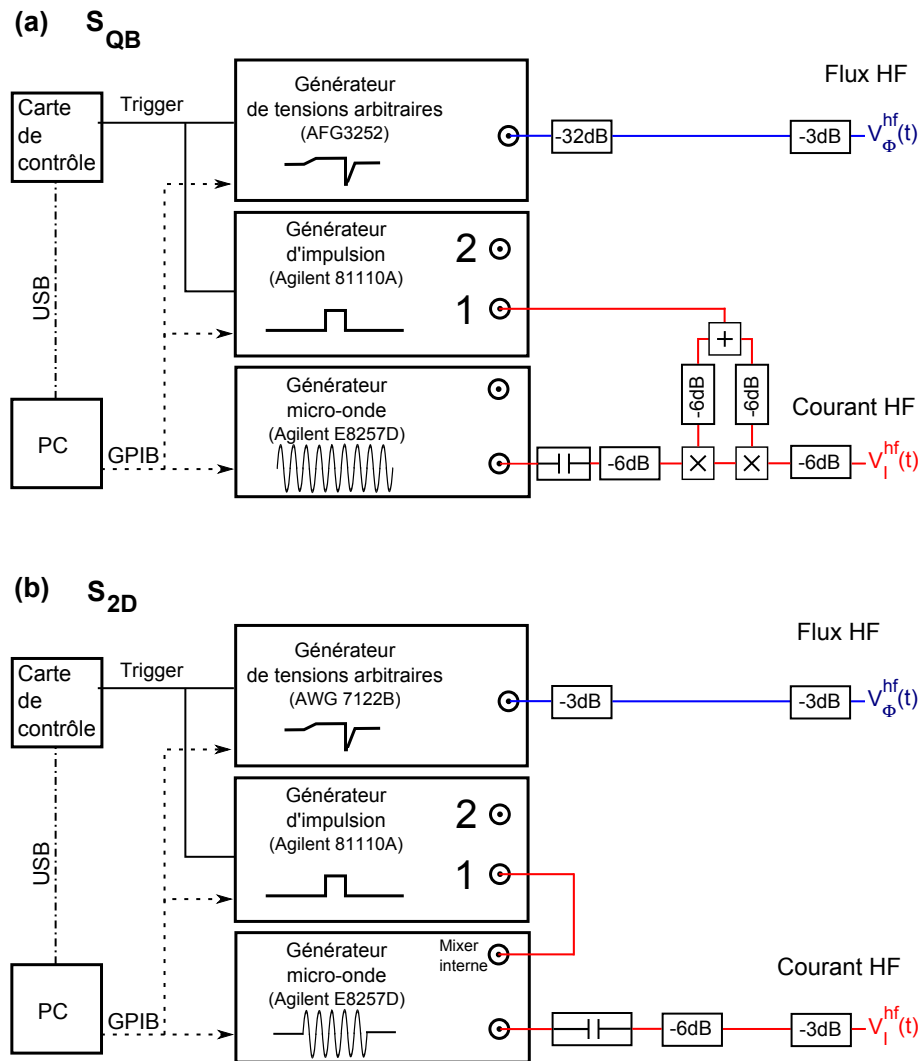 (a) S_QB
Carte
de
contrôle
Trigger
Générateur
de tensions arbitraires
(AFG3252)
Flux HF
-32dB
-3dB
V_Φ^hf(t)
Générateur
d'impulsion
(Agilent 81110A)
2
1
USB
+
-6dB
-6dB
Générateur
micro-onde
(Agilent E8257D)
Courant HF
PC
GPIB
-6dB
×
×
-6dB
V_I^hf(t)
(b) S_2D
Carte
de
contrôle
Trigger
Générateur
de tensions arbitraires
(AWG 7122B)
Flux HF
-3dB
-3dB
V_Φ^hf(t)
Générateur
d'impulsion
(Agilent 81110A)
2
1
USB
Générateur
micro-onde
(Agilent E8257D)
Mixer
interne
Courant HF
PC
GPIB
-6dB
-3dB
V_I^hf(t)